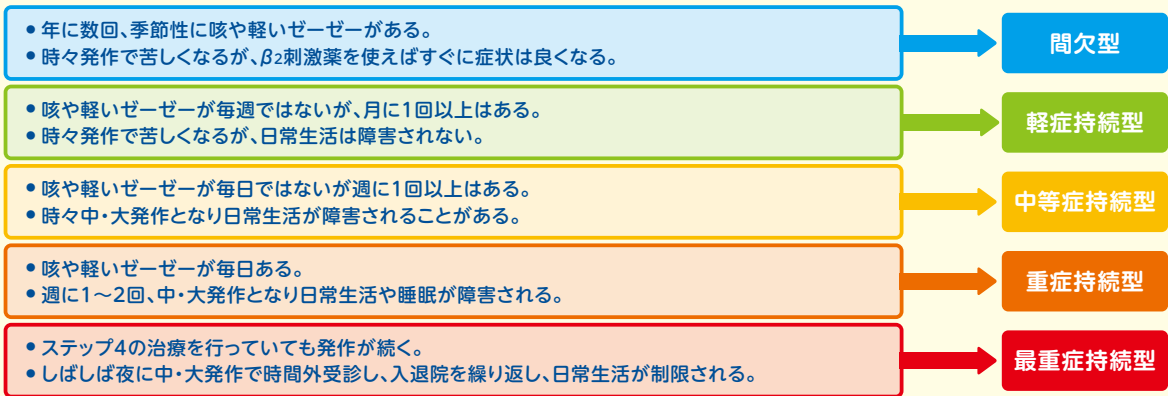 • 年に数回、季節性に咳や軽いゼーゼーがある。
• 時々発作で苦しくなるが、β2刺激薬を使えばすぐに症状は良くなる。
間欠型
• 咳や軽いゼーゼーが毎週ではないが、月に1回以上はある。
• 時々発作で苦しくなるが、日常生活は障害されない。
軽症持続型
• 咳や軽いゼーゼーが毎日ではないが週に1回以上はある。
• 時々中・大発作となり日常生活が障害されることがある。
中等症持続型
• 咳や軽いゼーゼーが毎日ある。
• 週に1〜2回、中・大発作となり日常生活や睡眠が障害される。
重症持続型
• ステップ4の治療を行っていても発作が続く。
• しばしば夜に中・大発作で時間外受診し、入退院を繰り返し、日常生活が制限される。
最重症持続型